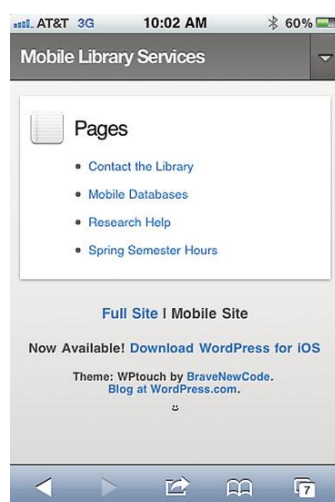 AT&T 3G 10:02 AM 60%
Mobile Library Services
Pages
Contact the Library
Mobile Databases
Research Help
Spring Semester Hours
Full Site | Mobile Site
Now Available! Download WordPress for iOS
Theme: WPtouch by BraveNewCode.
Blog at WordPress.com.
7